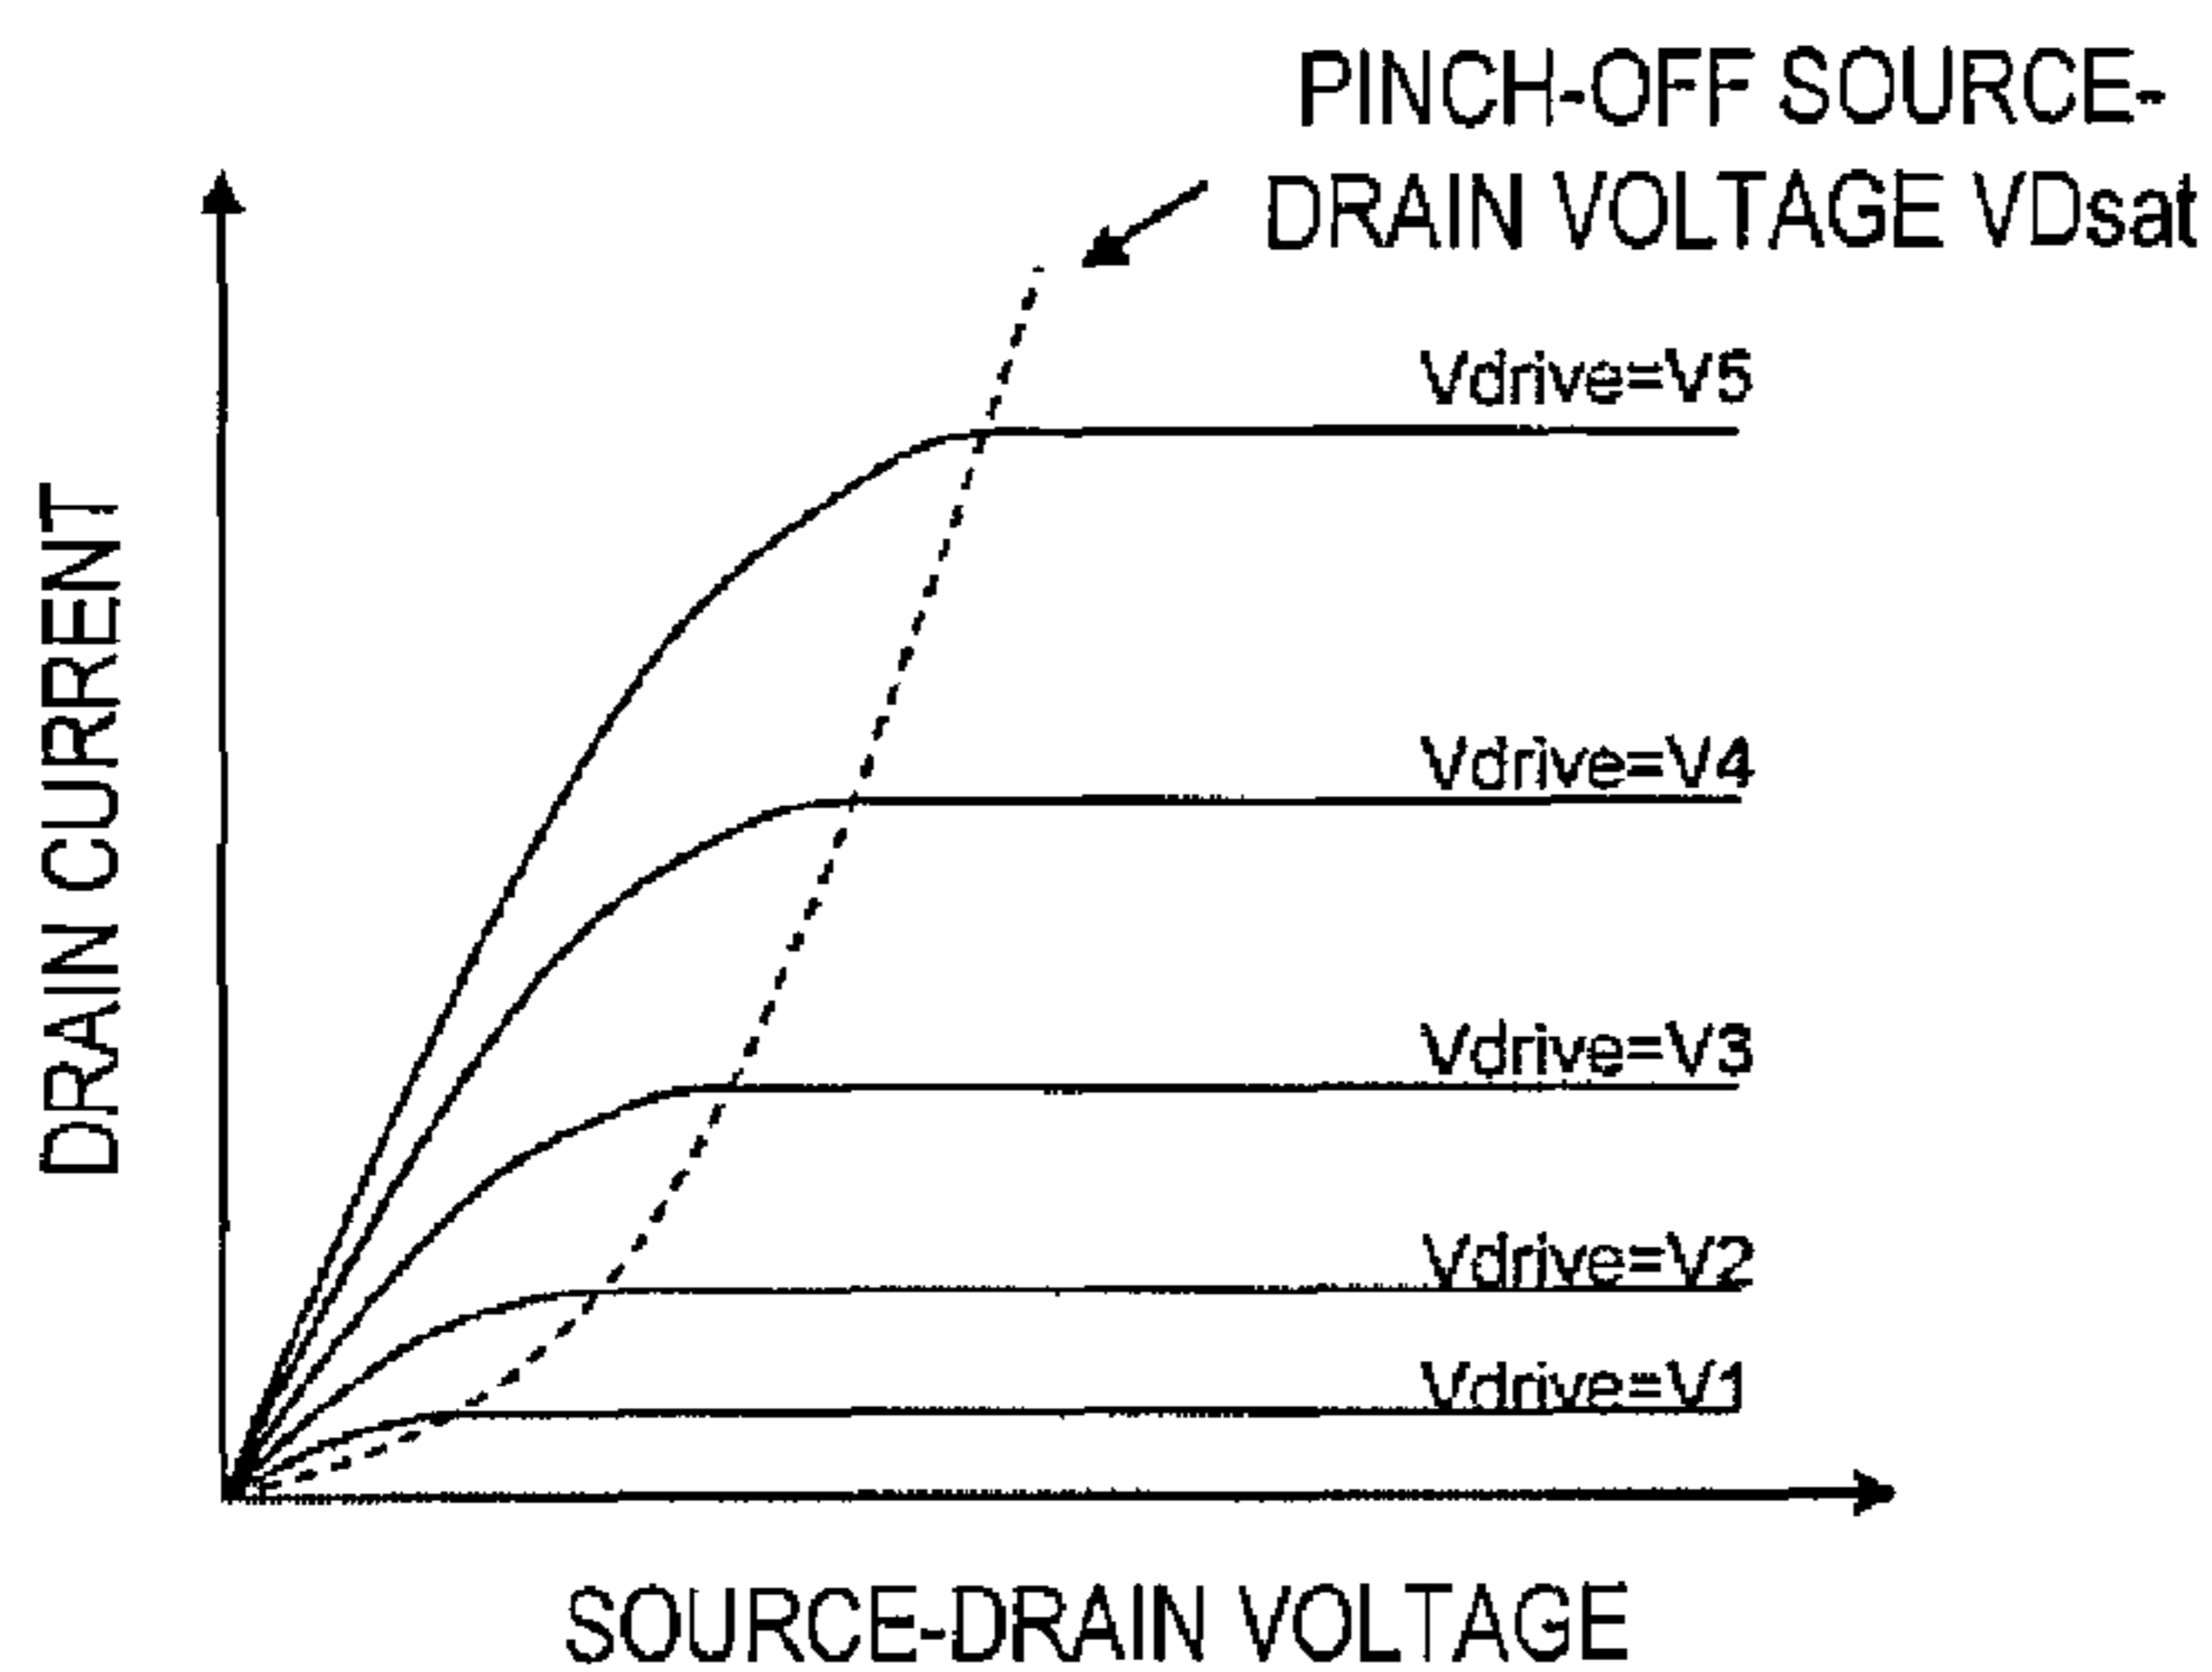 PINCH-OFF SOURCE-
DRAIN VOLTAGE VDsat
Vdrive=V5
Vdrive=V4
Vdrive=V3
Vdrive=V2
Vdrive=V1
DRAIN CURRENT
SOURCE-DRAIN VOLTAGE